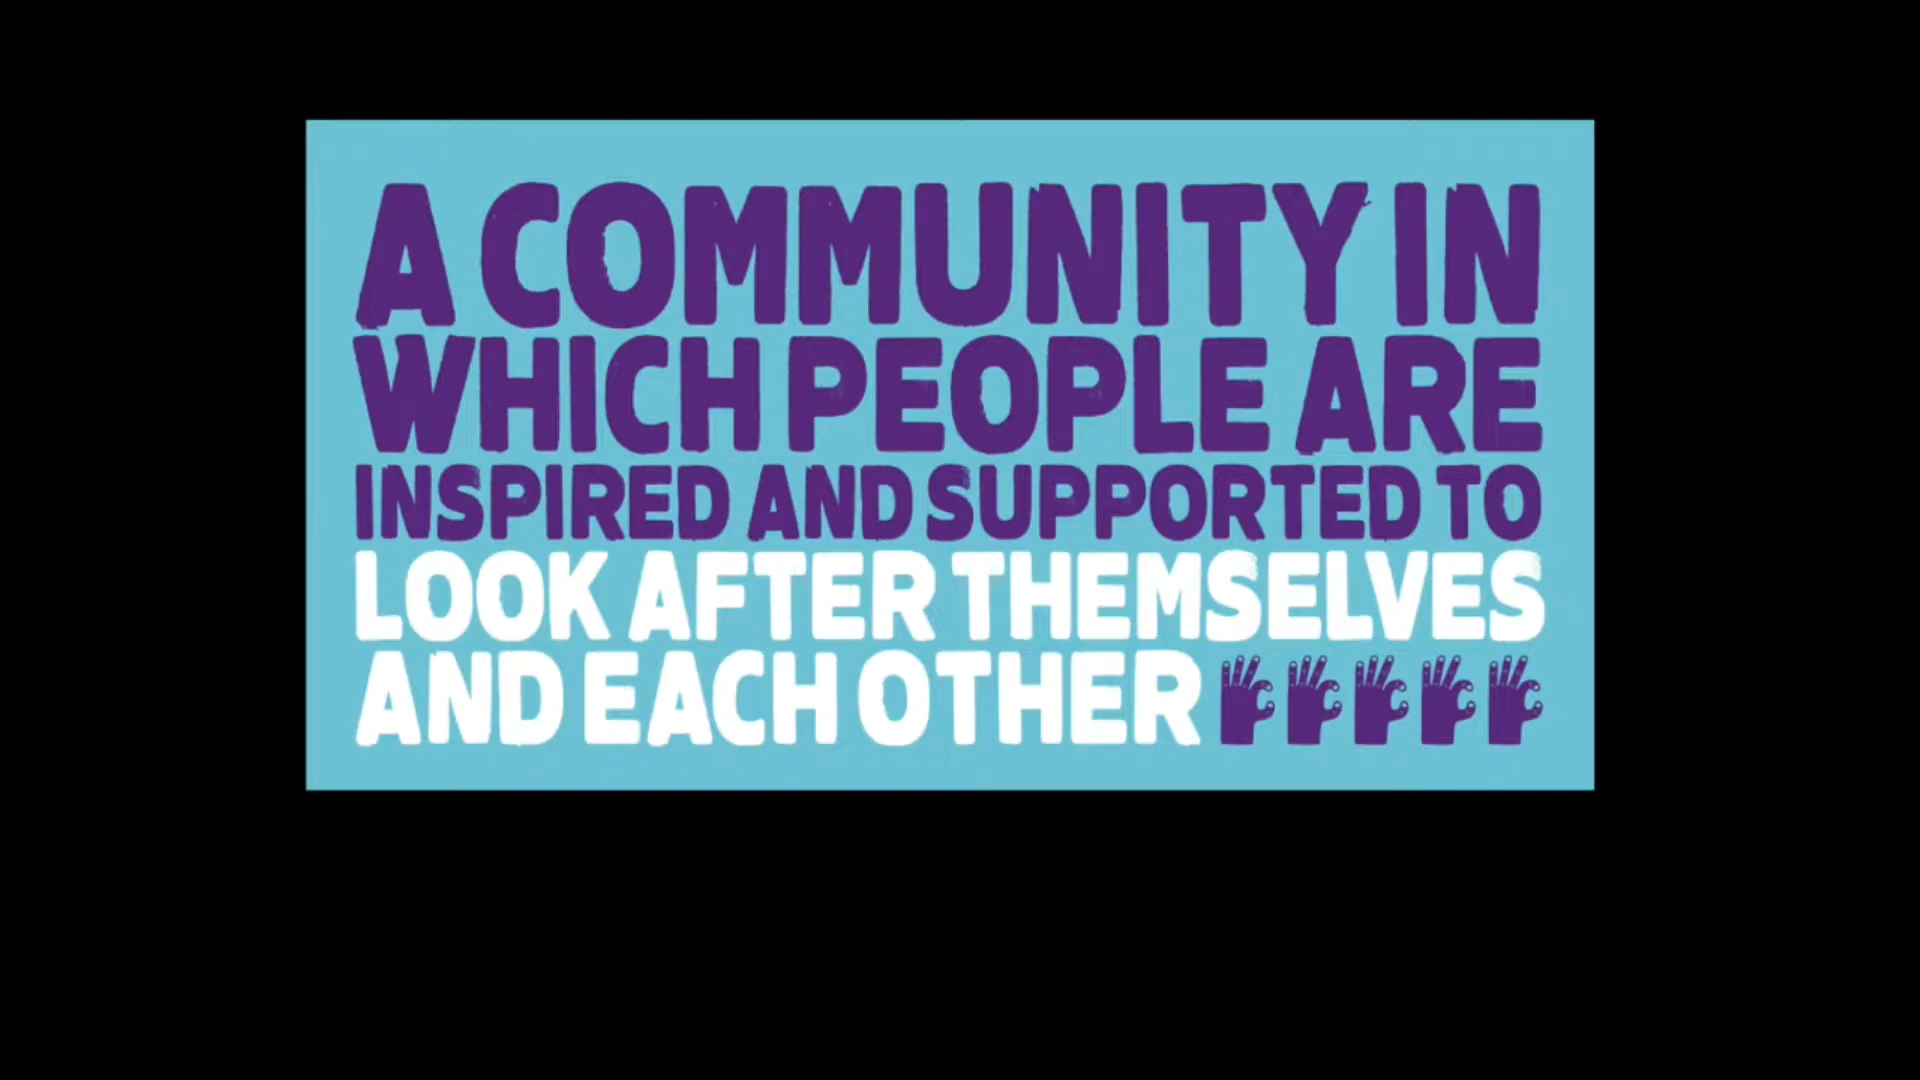 A COMMUNITY IN
WHICH PEOPLE ARE
INSPIRED AND SUPPORTED TO
LOOK AFTER THEMSELVES
AND EACH OTHER